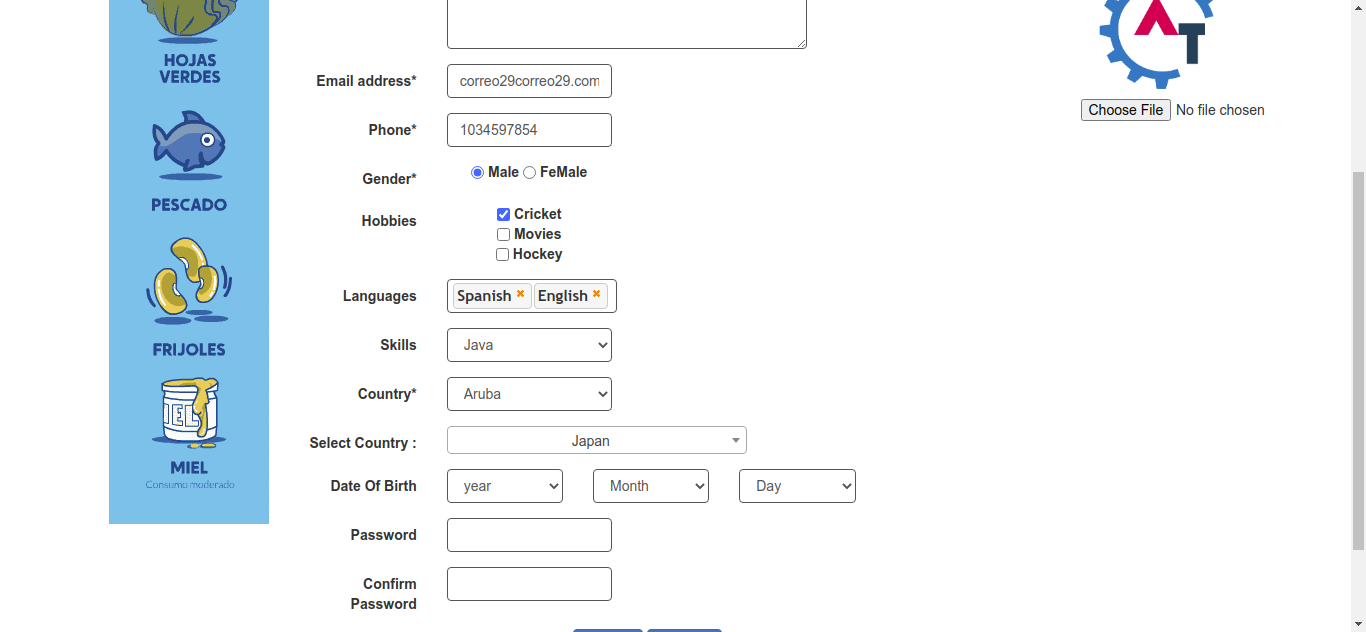 HOJAS
VERDES
PESCADO
FRIJOLES
IEL
MIEL
Consumo moderado
Email address* correo29correo29.com
Phone* 1034597854
Gender* Male FeMale
Hobbies Cricket
Movies
Hockey
Languages Spanish English
Skills Java
Country* Aruba
Select Country : Japan
Date Of Birth year Month Day
Password
Confirm
Password
AT
Choose File No file chosen